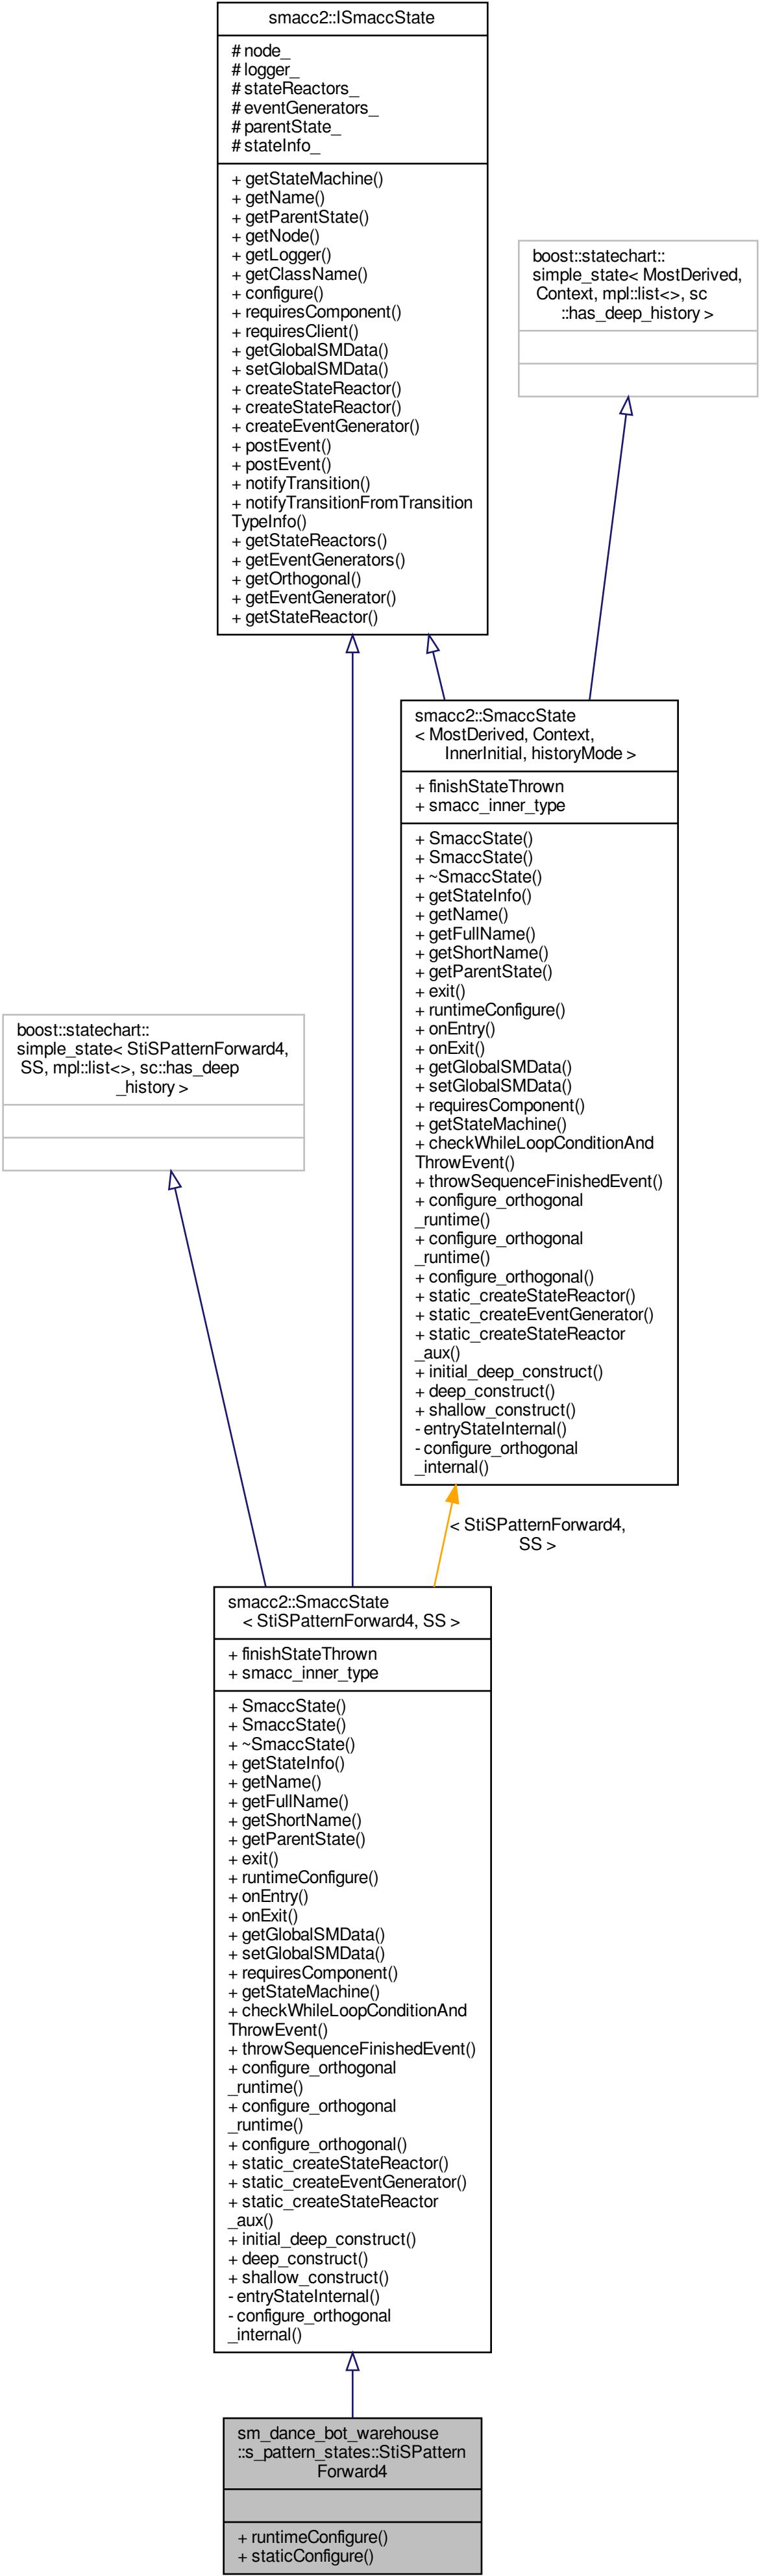 smacc2::ISmaccState
# node_
# logger_
# stateReactors_
# eventGenerators_
# parentState_
# stateInfo_
+ getStateMachine()
+ getName()
+ getParentState()
+ getNode()
+ getLogger()
+ getClassName()
+ configure()
+ requiresComponent()
+ requiresClient()
+ getGlobalSMData()
+ setGlobalSMData()
+ createStateReactor()
+ createStateReactor()
+ createEventGenerator()
+ postEvent()
+ postEvent()
+ notifyTransition()
+ notifyTransitionFromTransition
TypeInfo()
+ getStateReactors()
+ getEventGenerators()
+ getOrthogonal()
+ getEventGenerator()
+ getStateReactor()
boost::statechart::
simple_state< MostDerived,
Context, mpl::list<>, sc
::has_deep_history >
smacc2::SmaccState
< MostDerived, Context,
InnerInitial, historyMode >
+ finishStateThrown
+ smacc_inner_type
+ SmaccState()
+ SmaccState()
+ ~SmaccState()
+ getStateInfo()
+ getName()
+ getFullName()
+ getShortName()
+ getParentState()
+ exit()
+ runtimeConfigure()
+ onEntry()
+ onExit()
+ getGlobalSMData()
+ setGlobalSMData()
+ requiresComponent()
+ getStateMachine()
+ checkWhileLoopConditionAnd
ThrowEvent()
+ throwSequenceFinishedEvent()
+ configure_orthogonal
_runtime()
+ configure_orthogonal
_runtime()
+ configure_orthogonal()
+ static_createStateReactor()
+ static_createEventGenerator()
+ static_createStateReactor
_aux()
+ initial_deep_construct()
+ deep_construct()
+ shallow_construct()
- entryStateInternal()
- configure_orthogonal
_internal()
boost::statechart::
simple_state< StiSPatternForward4,
SS, mpl::list<>, sc::has_deep
_history >
< StiSPatternForward4,
SS >
smacc2::SmaccState
< StiSPatternForward4, SS >
+ finishStateThrown
+ smacc_inner_type
+ SmaccState()
+ SmaccState()
+ ~SmaccState()
+ getStateInfo()
+ getName()
+ getFullName()
+ getShortName()
+ getParentState()
+ exit()
+ runtimeConfigure()
+ onEntry()
+ onExit()
+ getGlobalSMData()
+ setGlobalSMData()
+ requiresComponent()
+ getStateMachine()
+ checkWhileLoopConditionAnd
ThrowEvent()
+ throwSequenceFinishedEvent()
+ configure_orthogonal
_runtime()
+ configure_orthogonal
_runtime()
+ configure_orthogonal()
+ static_createStateReactor()
+ static_createEventGenerator()
+ static_createStateReactor
_aux()
+ initial_deep_construct()
+ deep_construct()
+ shallow_construct()
- entryStateInternal()
- configure_orthogonal
_internal()
sm_dance_bot_warehouse
::s_pattern_states::StiSPattern
Forward4
+ runtimeConfigure()
+ staticConfigure()